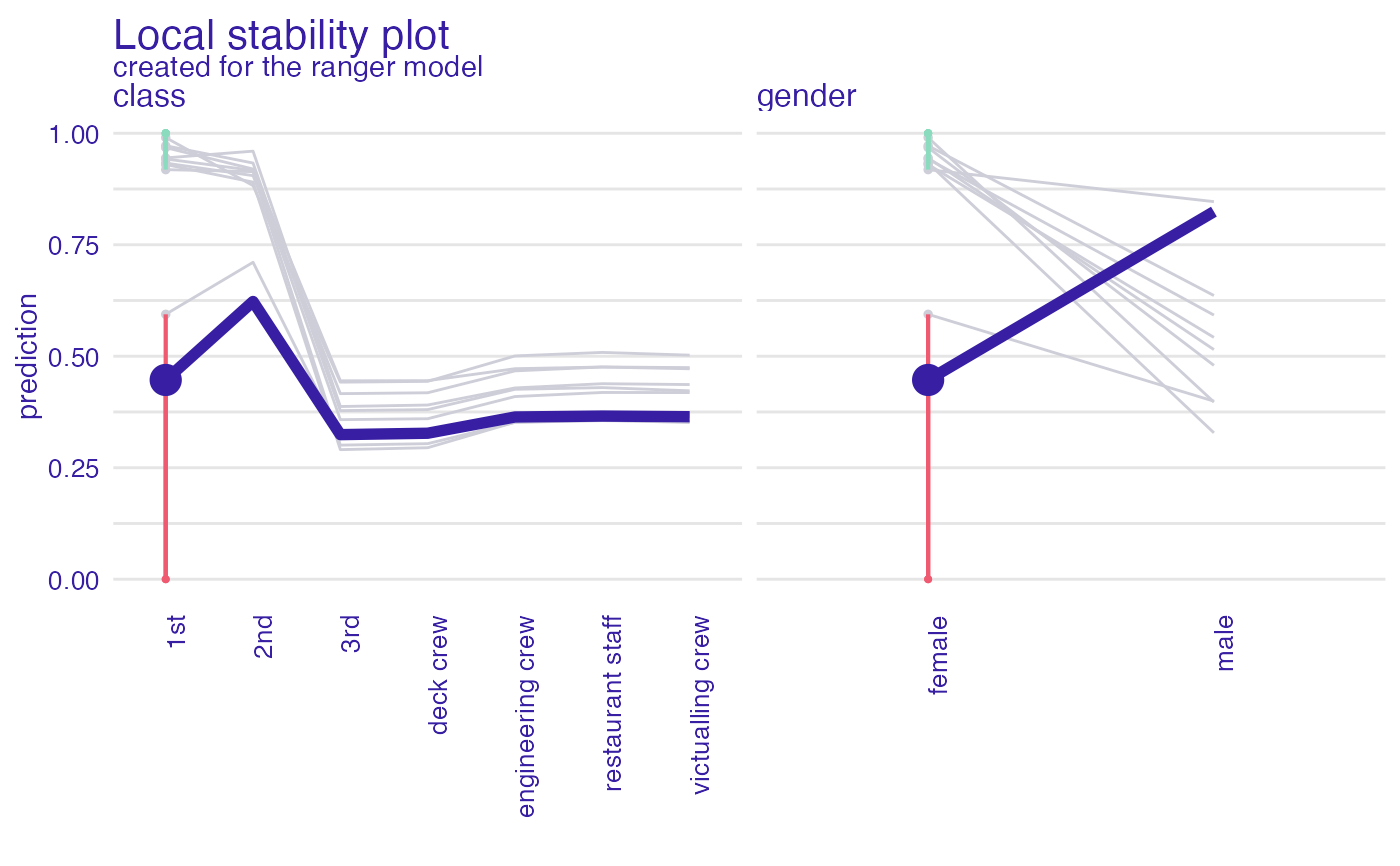 Local stability plot
created for the ranger model
class
gender
prediction
1.00
0.75
0.50
0.25
0.00
1st
2nd
3rd
deck crew
engineering crew
restaurant staff
victualling crew
female
male